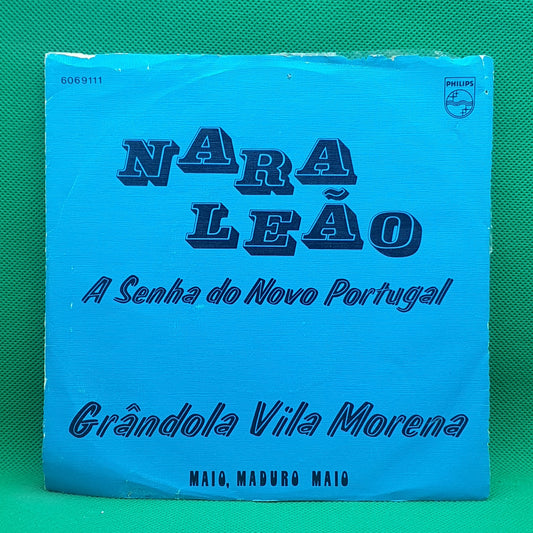 6069111
PHILIPS
NARA
LEÃO
A Senha do Novo Portugal
Grândola Vila Morena
MAIO, MADURO MAIO